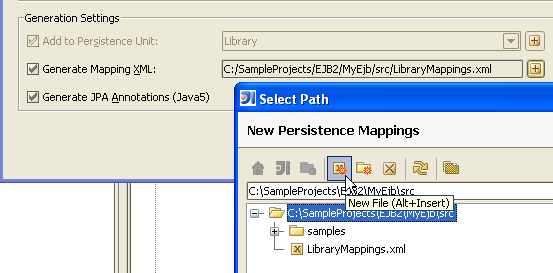 Generation Settings
Add to Persistence Unit: Library
Generate Mapping XML: C:/SampleProjects/EJB2/MyEjb/src/LibraryMappings.xml
Generate JPA Annotations (Java5)
Select Path
New Persistence Mappings
C:\SampleProjects\EJB2\MyEjb\src
New File (Alt+Insert)
C:\SampleProjects\EJB2\MyEjb\src
samples
LibraryMappings.xml